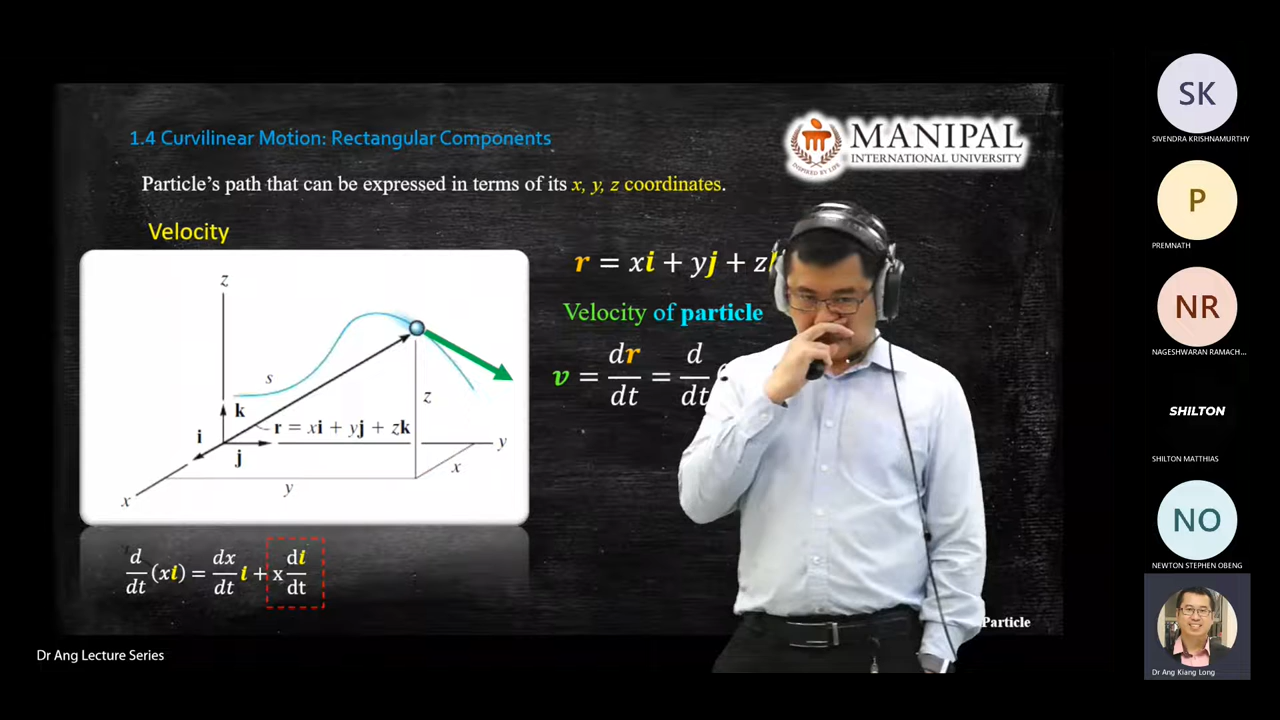 1.4 Curvilinear Motion: Rectangular Components
MANIPAL
INTERNATIONAL UNIVERSITY
INSPIRED BY LIFE
Particle's path that can be expressed in terms of its x, y, z coordinates.
Velocity
r = xi + yj + z
Velocity of particle
v = dr/dt = d/dt (
z
s
k
z
r = xi + yj + zk
i
j
y
x
y
x
d/dt (xi) = dx/dt i + x di/dt
Particle
Dr Ang Lecture Series
SK
SIVENDRA KRISHNAMURTHY
P
PREMNATH
NR
NAGESHWARAN RAMACH...
SHILTON
SHILTON MATTHIAS
NO
NEWTON STEPHEN OBENG
Dr Ang Kiang Long